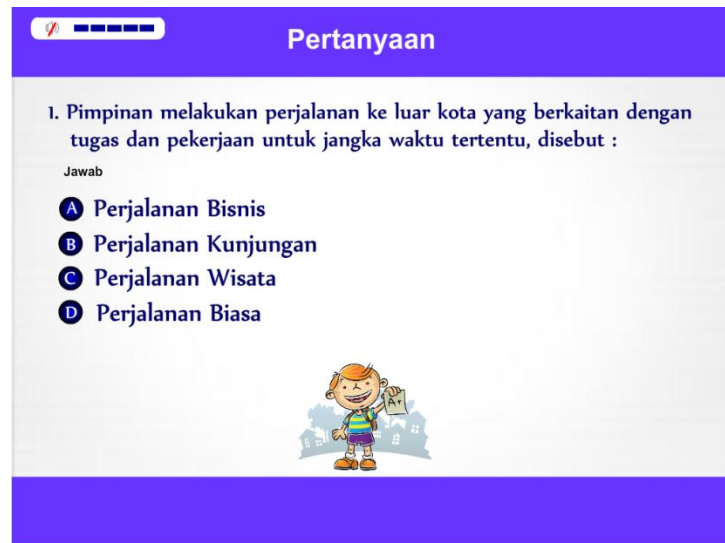 Pertanyaan
1. Pimpinan melakukan perjalanan ke luar kota yang berkaitan dengan
tugas dan pekerjaan untuk jangka waktu tertentu, disebut :
Jawab
A Perjalanan Bisnis
B Perjalanan Kunjungan
C Perjalanan Wisata
D Perjalanan Biasa
A+